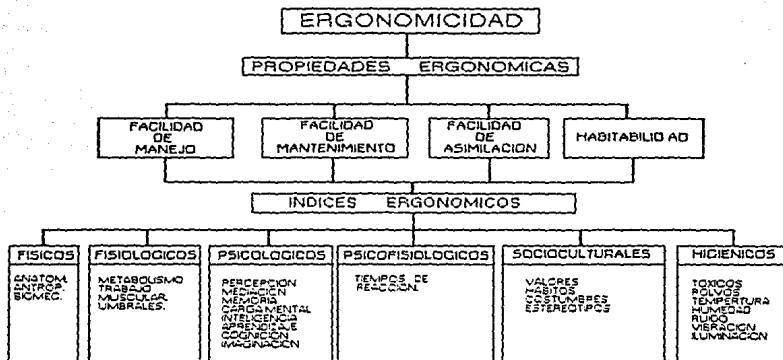 ERGONOMICIDAD
PROPIEDADES ERGONOMICAS
FACILIDAD
DE
MANEJO
FACILIDAD
DE
MANTENIMIENTO
FACILIDAD
DE
ASIMILACION
HABITABILIDAD
INDICES ERGONOMICOS
FISICOS
ANATOM.
ANTROP.
BIOMEC.
FISIOLOGICOS
METABOLISMO
TRABAJO
MUSCULAR.
UMBRALES.
PSICOLOGICOS
PERCEPCION
MEDIACION
MEMORIA
CARGA MENTAL
INTELIGENCIA
APRENDIZAJE
COGNICION
IMAGINACION
PSICOFISIOLOGICOS
TIEMPOS DE
REACCION.
SOCIOCULTURALES
VALORES
HABITOS
COSTUMBRES
ESTEREOTIPOS
HIGIENICOS
TOXICOS
POLVOS
TEMPERTURA
HUMEDAD
RUIDO
VIBRACION
ILUMINACION